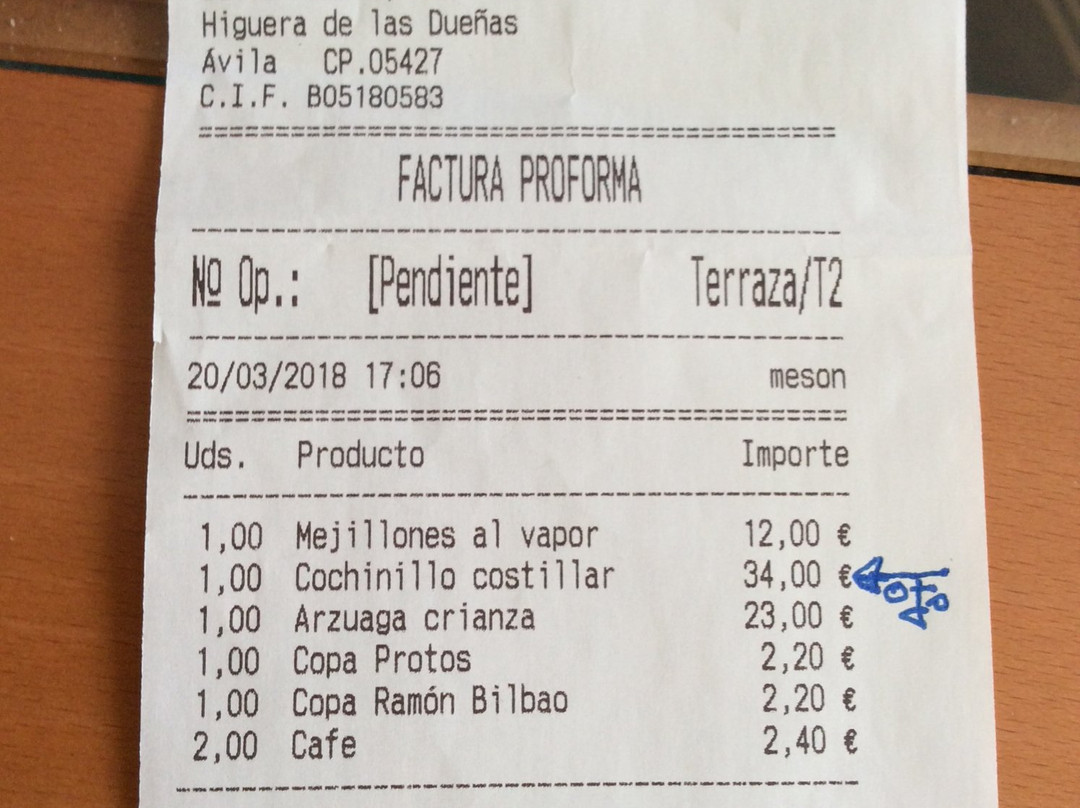 Higuera de las Dueñas
Ávila CP.05427
C.I.F. B05180583
================================================
FACTURA PROFORMA
------------------------------------------------
Nº Op.: [Pendiente] Terraza/T2
------------------------------------------------
20/03/2018 17:06 meson
================================================
Uds. Producto Importe
------------------------------------------------
1,00 Mejillones al vapor 12,00 €
1,00 Cochinillo costillar 34,00 €
OJO
1,00 Arzuaga crianza 23,00 €
1,00 Copa Protos 2,20 €
1,00 Copa Ramón Bilbao 2,20 €
2,00 Cafe 2,40 €
------------------------------------------------